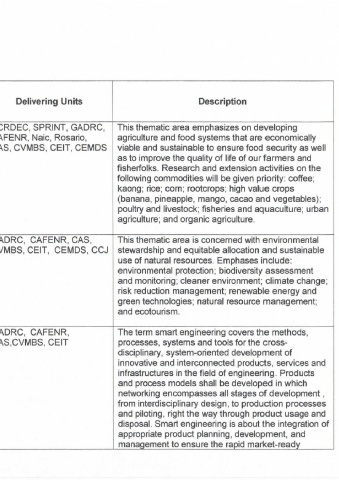 Delivering Units Description
CRDEC, SPRINT, GADRC,
AFENR, Naic, Rosario,
AS, CVMBS, CEIT, CEMDS
This thematic area emphasizes on developing
agriculture and food systems that are economically
viable and sustainable to ensure food security as well
as to improve the quality of life of our farmers and
fisherfolks. Research and extension activities on the
following commodities will be given priority: coffee;
kaong; rice; corn; rootcrops; high value crops
(banana, pineapple, mango, cacao and vegetables);
poultry and livestock; fisheries and aquaculture; urban
agriculture; and organic agriculture.
ADRC, CAFENR, CAS,
VMBS, CEIT, CEMDS, CCJ
This thematic area is concerned with environmental
stewardship and equitable allocation and sustainable
use of natural resources. Emphases include:
environmental protection; biodiversity assessment
and monitoring; cleaner environment; climate change;
risk reduction management; renewable energy and
green technologies; natural resource management;
and ecotourism.
ADRC, CAFENR,
AS,CVMBS, CEIT
The term smart engineering covers the methods,
processes, systems and tools for the cross-
disciplinary, system-oriented development of
innovative and interconnected products, services and
infrastructures in the field of engineering. Products
and process models shall be developed in which
networking encompasses all stages of development ,
from interdisciplinary design, to production processes
and piloting, right the way through product usage and
disposal. Smart engineering is about the integration of
appropriate product planning, development, and
management to ensure the rapid market-ready